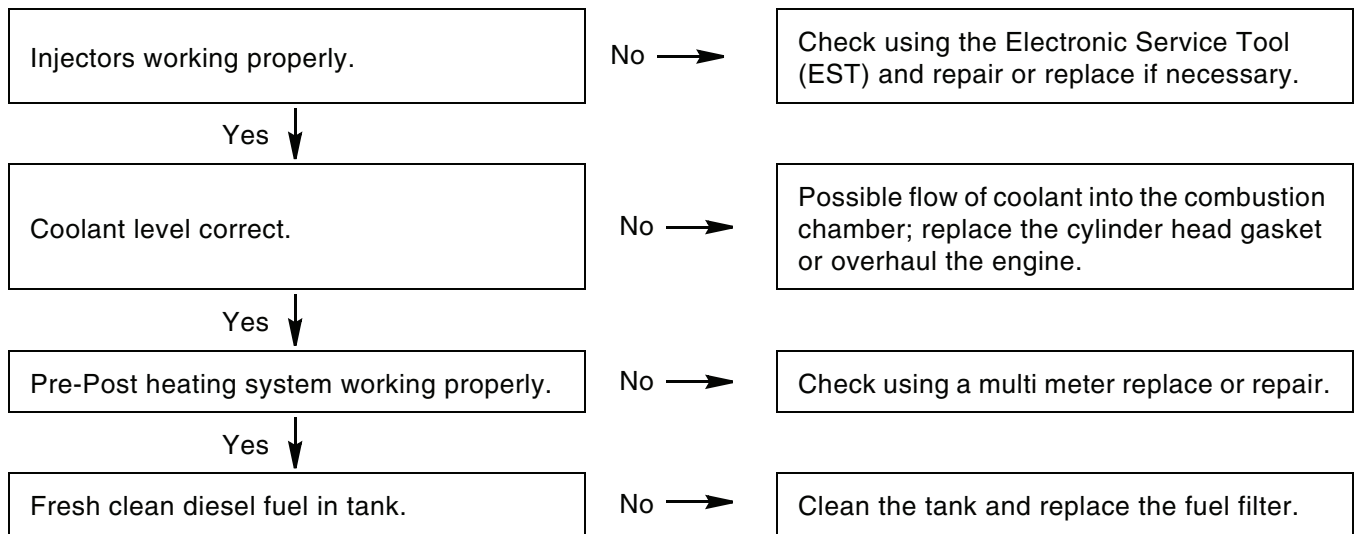 Injectors working properly.
No
Check using the Electronic Service Tool
(EST) and repair or replace if necessary.
Yes
Coolant level correct.
No
Possible flow of coolant into the combustion
chamber; replace the cylinder head gasket
or overhaul the engine.
Yes
Pre-Post heating system working properly.
No
Check using a multi meter replace or repair.
Yes
Fresh clean diesel fuel in tank.
No
Clean the tank and replace the fuel filter.